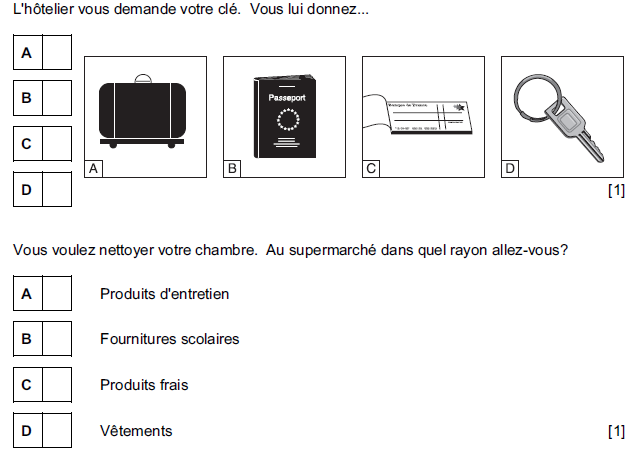 L'hôtelier vous demande votre clé. Vous lui donnez...
A
B
C
D
Passeport
A
B
C
D
[1]
Vous voulez nettoyer votre chambre. Au supermarché dans quel rayon allez-vous?
A Produits d'entretien
B Fournitures scolaires
C Produits frais
D Vêtements
[1]